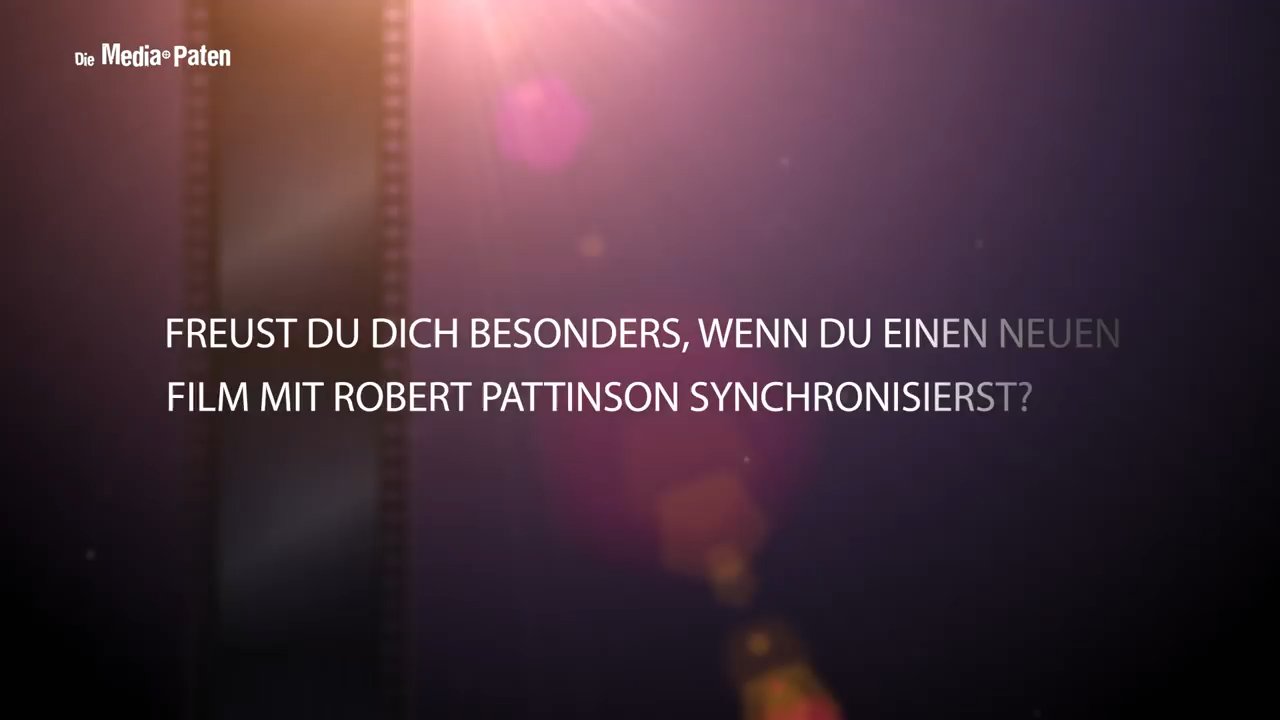 Die Media Paten
FREUST DU DICH BESONDERS, WENN DU EINEN NEUEN
FILM MIT ROBERT PATTINSON SYNCHRONISIERST?